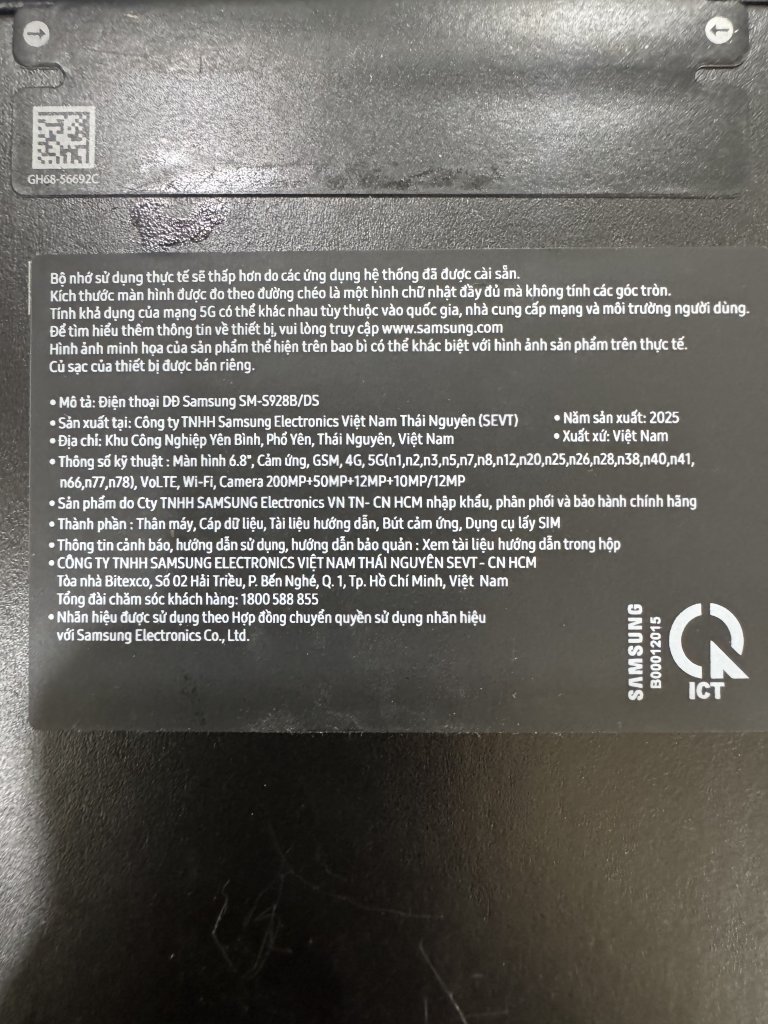 GH68-56692C
Bộ nhớ sử dụng thực tế sẽ thấp hơn do các ứng dụng hệ thống đã được cài sẵn.
Kích thước màn hình được đo theo đường chéo là một hình chữ nhật đầy đủ mà không tính các góc tròn.
Tính khả dụng của mạng 5G có thể khác nhau tùy thuộc vào quốc gia, nhà cung cấp mạng và môi trường người dùng.
Để tìm hiểu thêm thông tin về thiết bị, vui lòng truy cập www.samsung.com
Hình ảnh minh họa của sản phẩm thể hiện trên bao bì có thể khác biệt với hình ảnh sản phẩm trên thực tế.
Củ sạc của thiết bị được bán riêng.
• Mô tả: Điện thoại DĐ Samsung SM-S928B/DS
• Sản xuất tại: Công ty TNHH Samsung Electronics Việt Nam Thái Nguyên (SEVT) • Năm sản xuất: 2025
• Địa chỉ: Khu Công Nghiệp Yên Bình, Phổ Yên, Thái Nguyên, Việt Nam • Xuất xứ: Việt Nam
• Thông số kỹ thuật : Màn hình 6.8", Cảm ứng, GSM, 4G, 5G(n1,n2,n3,n5,n7,n8,n12,n20,n25,n26,n28,n38,n40,n41,
n66,n77,n78), VoLTE, Wi-Fi, Camera 200MP+50MP+12MP+10MP/12MP
• Sản phẩm do Cty TNHH SAMSUNG Electronics VN TN- CN HCM nhập khẩu, phân phối và bảo hành chính hãng
• Thành phần : Thân máy, Cáp dữ liệu, Tài liệu hướng dẫn, Bút cảm ứng, Dụng cụ lấy SIM
• Thông tin cảnh báo, hướng dẫn sử dụng, hướng dẫn bảo quản : Xem tài liệu hướng dẫn trong hộp
• CÔNG TY TNHH SAMSUNG ELECTRONICS VIỆT NAM THÁI NGUYÊN SEVT - CN HCM
Tòa nhà Bitexco, Số 02 Hải Triều, P. Bến Nghé, Q. 1, Tp. Hồ Chí Minh, Việt Nam
Tổng đài chăm sóc khách hàng: 1800 588 855
• Nhãn hiệu được sử dụng theo Hợp đồng chuyển quyền sử dụng nhãn hiệu
với Samsung Electronics Co., Ltd.
SAMSUNG
B00012015
ICT